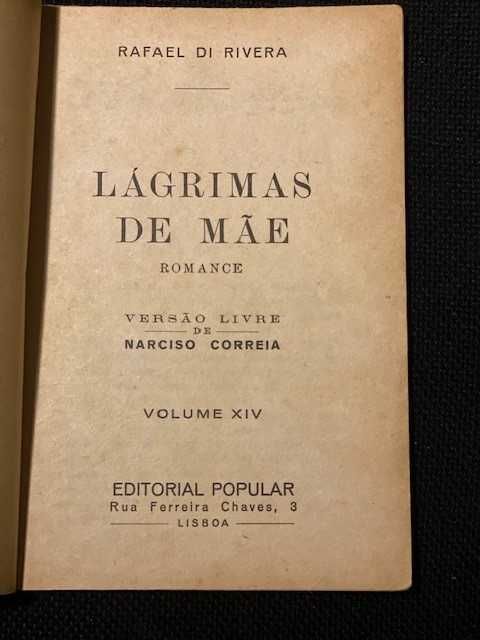 RAFAEL DI RIVERA
LÁGRIMAS
DE MÃE
ROMANCE
VERSÃO LIVRE
DE
NARCISO CORREIA
VOLUME XIV
EDITORIAL POPULAR
Rua Ferreira Chaves, 3
LISBOA